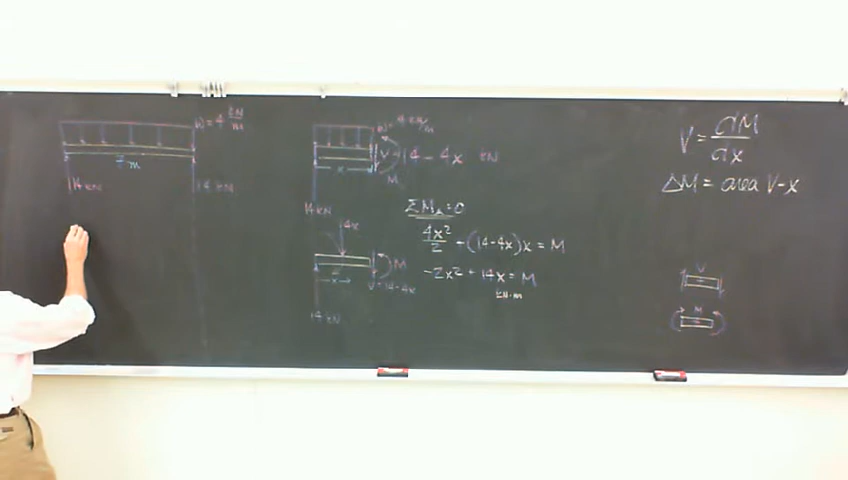 w = 4 kN/m
7 m
14 kN
14 kN
w = 4 kN/m
V
14 - 4x kN
x
M
14 kN
ΣM_A = 0
4x
4x²/2 + (14-4x)x = M
-2x² + 14x = M
kN·m
M
x
V = 14 - 4x
14 kN
V = dM/dx
ΔM = area V-x
V
M